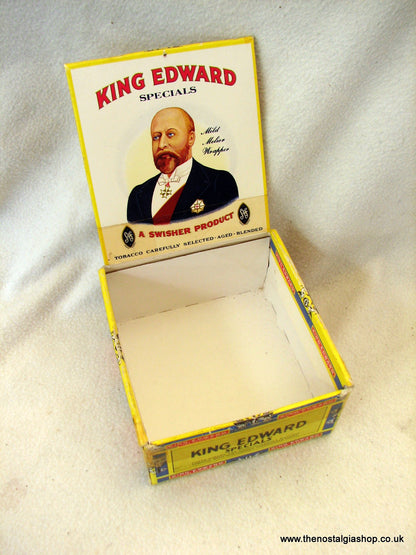 KING EDWARD
SPECIALS
Mild
Melior
Wrapper
A SWISHER PRODUCT
TOBACCO CAREFULLY SELECTED-AGED-BLENDED
KING EDWARD
SPECIALS
www.thenostalgiashop.co.uk